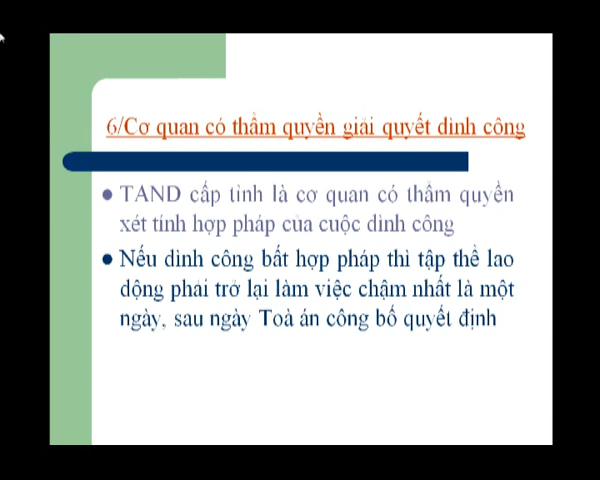 6/Cơ quan có thẩm quyền giải quyết đình công
TAND cấp tỉnh là cơ quan có thẩm quyền
xét tính hợp pháp của cuộc đình công
Nếu đình công bất hợp pháp thì tập thể lao
động phải trở lại làm việc chậm nhất là một
ngày, sau ngày Toà án công bố quyết định